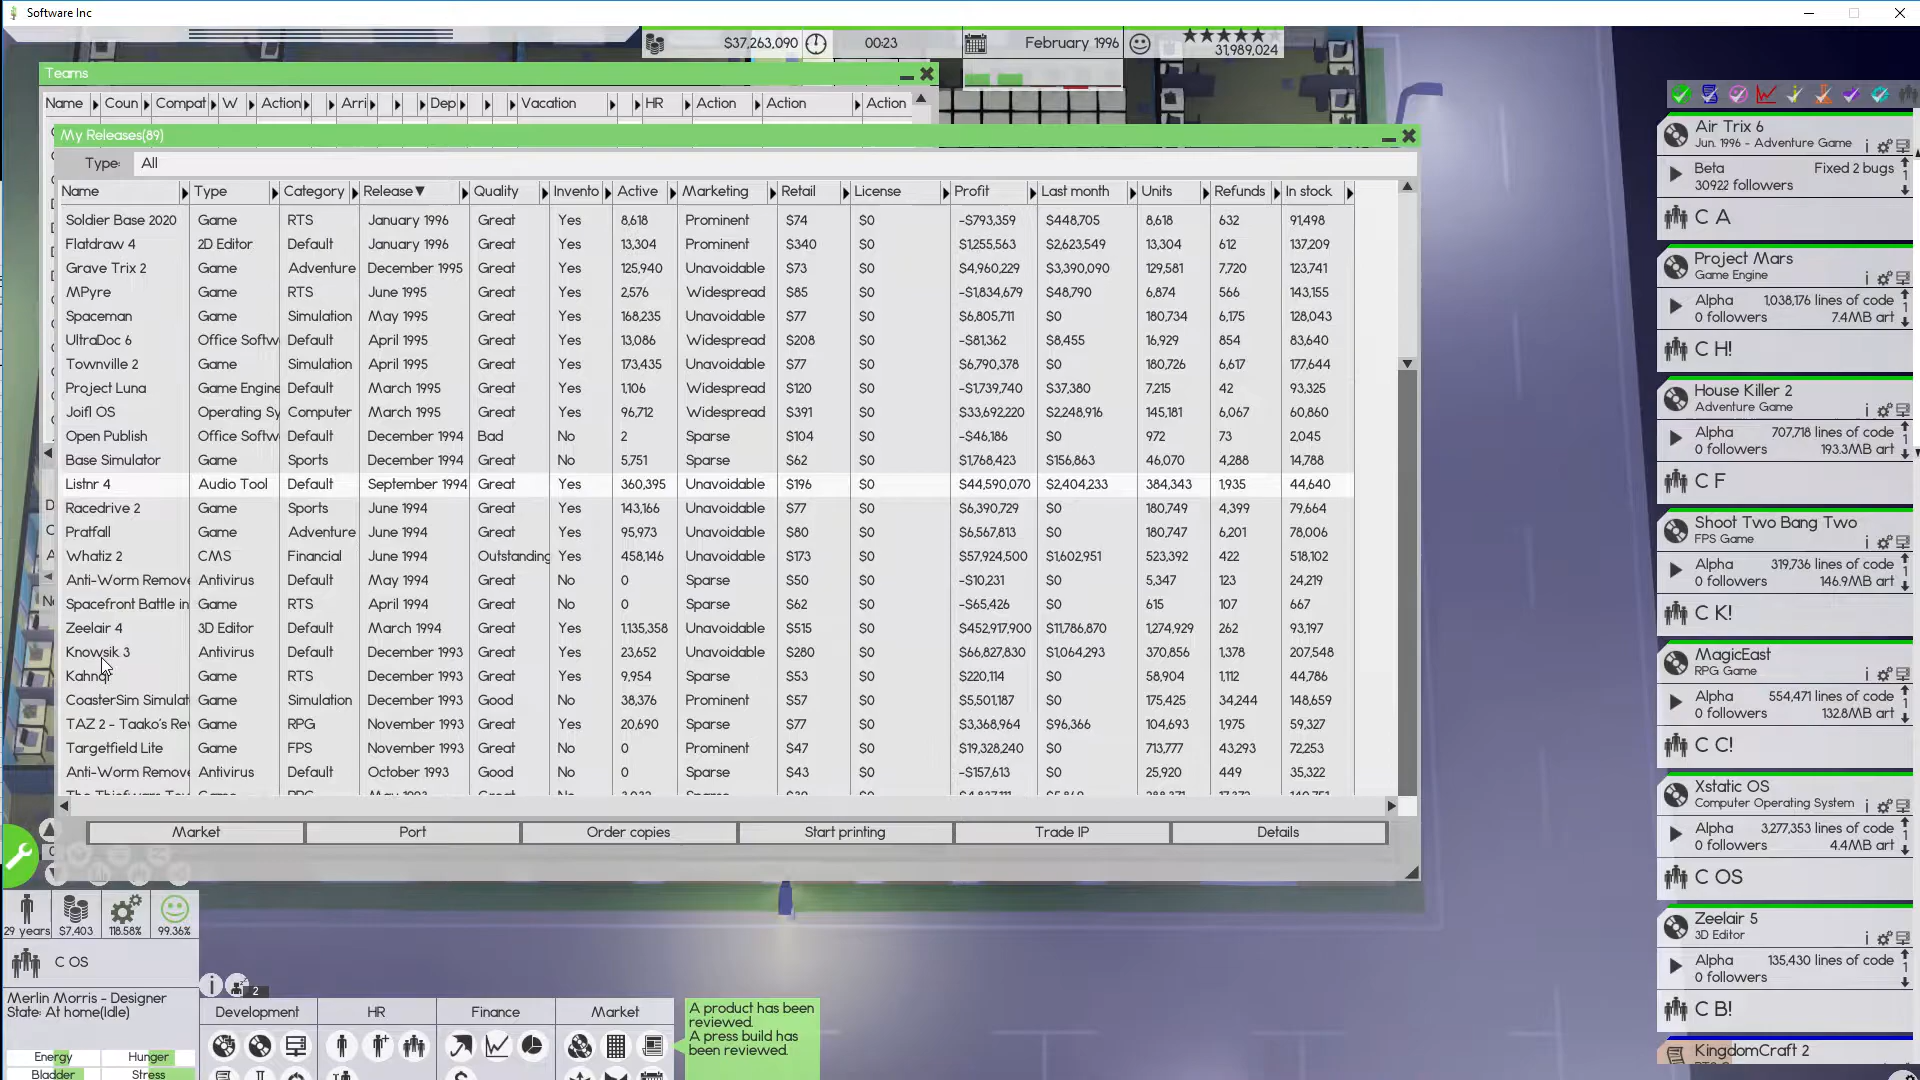 Software Inc
$37,263,090
00:23
February 1996
31,989,024
Teams
Name Coun Compat W Action Arri Dep Vacation HR Action Action Action
My Releases(89)
Type: All
Name Type Category Release▼ Quality Invento Active Marketing Retail License Profit Last month Units Refunds In stock
Soldier Base 2020 Game RTS January 1996 Great Yes 8,618 Prominent $74 $0 -$793,359 $448,705 8,618 632 91,498
Flatdraw 4 2D Editor Default January 1996 Great Yes 13,304 Prominent $340 $0 $1,255,563 $2,623,549 13,304 612 137,209
Grave Trix 2 Game Adventure December 1995 Great Yes 125,940 Unavoidable $73 $0 $4,960,229 $3,390,090 129,581 7,720 123,741
MPyre Game RTS June 1995 Great Yes 2,576 Widespread $85 $0 -$1,834,679 $48,790 6,874 566 143,155
Spaceman Game Simulation May 1995 Great Yes 168,235 Unavoidable $77 $0 $6,805,711 $0 180,734 6,175 128,043
UltraDoc 6 Office Softw Default April 1995 Great Yes 13,086 Widespread $208 $0 -$81,362 $8,455 16,929 854 83,640
Townville 2 Game Simulation April 1995 Great Yes 173,435 Unavoidable $77 $0 $6,790,378 $0 180,726 6,617 177,644
Project Luna Game Engine Default March 1995 Great Yes 1,106 Widespread $120 $0 -$1,739,740 $37,380 7,215 42 93,325
Joifl OS Operating Sy Computer March 1995 Great Yes 96,712 Widespread $391 $0 $33,692,220 $2,248,916 145,181 6,067 60,860
Open Publish Office Softw Default December 1994 Bad No 2 Sparse $104 $0 -$46,186 $0 972 73 2,045
Base Simulator Game Sports December 1994 Great No 5,751 Sparse $62 $0 $1,768,423 $156,863 46,070 4,288 14,788
Listnr 4 Audio Tool Default September 1994 Great Yes 360,395 Unavoidable $196 $0 $44,590,070 $2,404,233 384,343 1,935 44,640
Racedrive 2 Game Sports June 1994 Great Yes 143,166 Unavoidable $77 $0 $6,390,729 $0 180,749 4,399 79,664
Pratfall Game Adventure June 1994 Great Yes 95,973 Unavoidable $80 $0 $6,567,813 $0 180,747 6,201 78,006
Whatiz 2 CMS Financial June 1994 Outstanding Yes 458,146 Unavoidable $173 $0 $57,924,500 $1,602,951 523,392 422 518,102
Anti-Worm Remove Antivirus Default May 1994 Great No 0 Sparse $50 $0 -$10,231 $0 5,347 123 24,219
Spacefront Battle in Game RTS April 1994 Great No 0 Sparse $62 $0 -$65,426 $0 615 107 667
Zeelair 4 3D Editor Default March 1994 Great Yes 1,135,358 Unavoidable $515 $0 $452,917,900 $11,786,870 1,274,929 262 93,197
Knowsik 3 Antivirus Default December 1993 Great Yes 23,652 Unavoidable $280 $0 $66,827,830 $1,064,293 370,856 1,378 207,548
Game RTS December 1993 Great Yes 9,954 Sparse $53 $0 $220,114 $0 58,904 1,112 44,786
CoasterSim Simulat Game Simulation December 1993 Good No 38,376 Prominent $57 $0 $5,501,187 $0 175,425 34,244 148,659
TAZ 2 - Taako's Rev Game RPG November 1993 Great Yes 20,690 Sparse $77 $0 $3,368,964 $96,366 104,693 1,975 59,327
Targetfield Lite Game FPS November 1993 Great No 0 Prominent $47 $0 $19,328,240 $0 713,777 43,293 72,253
Anti-Worm Remove Antivirus Default October 1993 Good No 0 Sparse $43 $0 -$157,613 $0 25,920 449 35,322
Market Port Order copies Start printing Trade IP Details
Air Trix 6
Jun. 1996 - Adventure Game
Beta Fixed 2 bugs
30922 followers 1
C A
Project Mars
Game Engine
Alpha 1,038,176 lines of code
0 followers 7.4MB art 1
C H!
House Killer 2
Adventure Game
Alpha 707,718 lines of code
0 followers 193.3MB art 1
C F
Shoot Two Bang Two
FPS Game
Alpha 319,736 lines of code
0 followers 146.9MB art 1
C K!
MagicEast
RPG Game
Alpha 554,471 lines of code
0 followers 132.8MB art 1
C C!
Xstatic OS
Computer Operating System
Alpha 3,277,353 lines of code
0 followers 4.4MB art 1
C OS
Zeelair 5
3D Editor
Alpha 135,430 lines of code
0 followers 1
C B!
KingdomCraft 2
29 years $7,403 118.58% 99.36%
C OS
Merlin Morris - Designer
State: At home(Idle)
Energy Hunger
Bladder Stress
2
Development HR Finance Market
A product has been
reviewed.
A press build has
been reviewed.